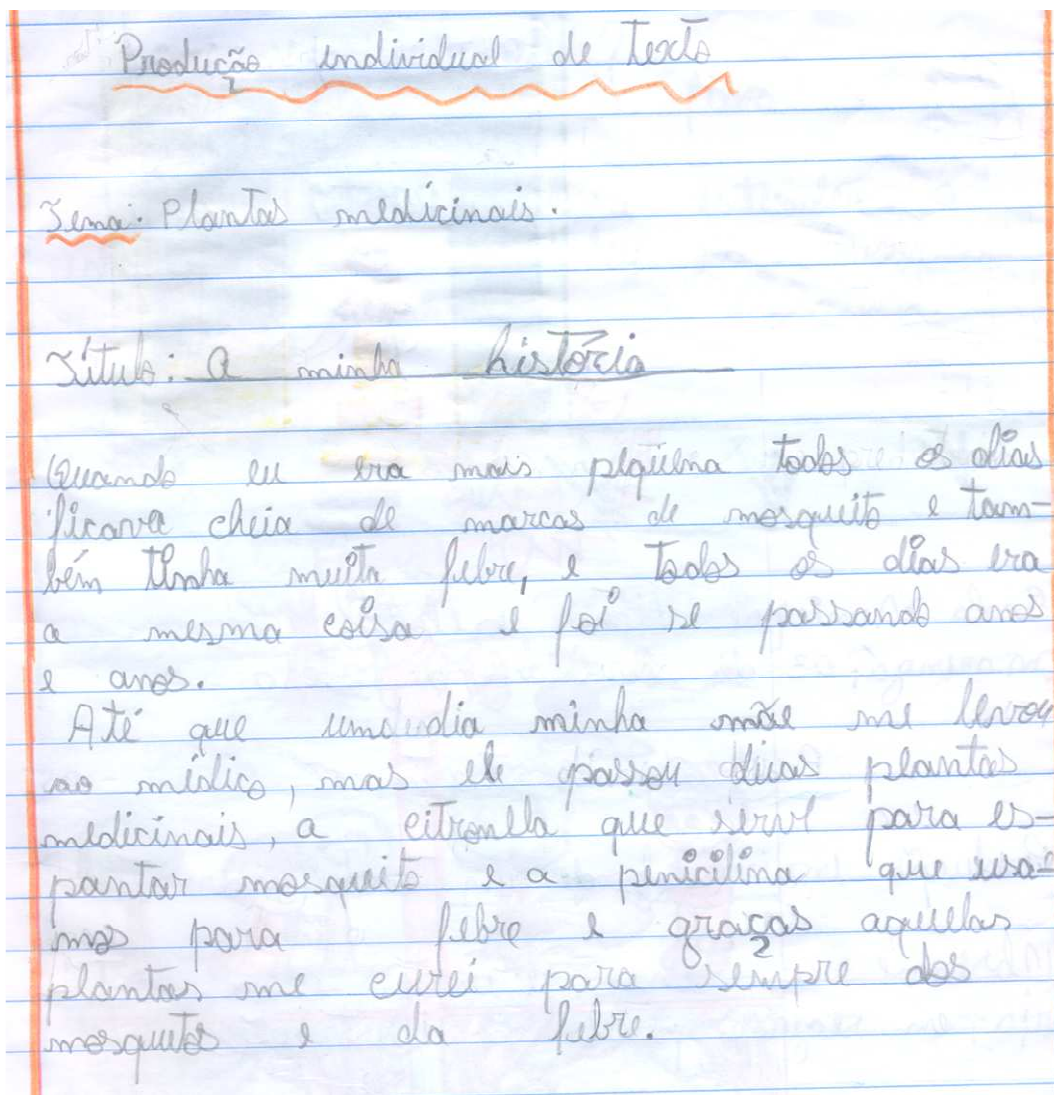 Produção individual de texto
Tema: Plantas medicinais.
Título: A minha história
Quando eu era mais pequena todos os dias
ficava cheia de marcas de mosquito e tam-
bém tinha muita febre, e todos os dias era
a mesma coisa e foi se passando anos
e anos.
Até que um dia minha mãe me levou
ao médico, mas ele passou duas plantas
medicinais, a citronella que serve para es-
pantar mosquito e a penicilina que usa-
mos para febre e graças aquelas
plantas me curei para sempre dos
mosquitos e da febre.